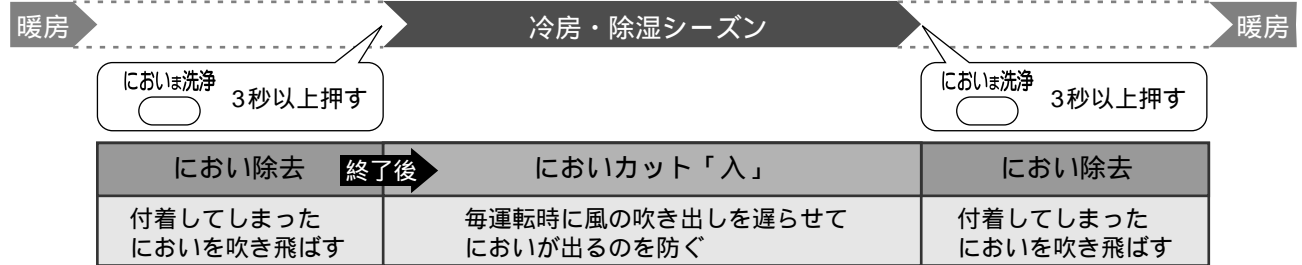 暖房
冷房・除湿シーズン
暖房
においま洗浄
3秒以上押す
においま洗浄
3秒以上押す
におい除去
終了後
においカット「入」
におい除去
付着してしまった
においを吹き飛ばす
毎運転時に風の吹き出しを遅らせて
においが出るのを防ぐ
付着してしまった
においを吹き飛ばす